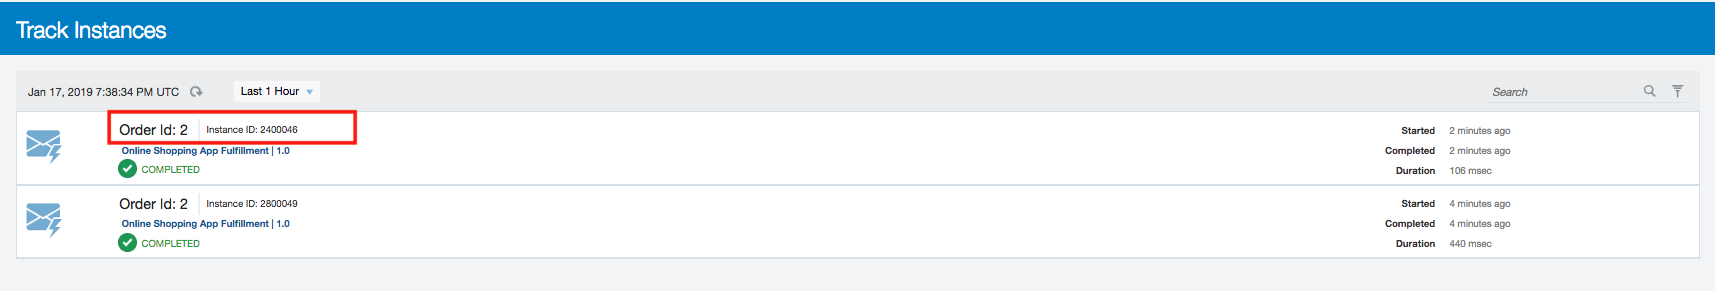 Track Instances
Jan 17, 2019 7:38:34 PM UTC
Last 1 Hour
Search
Order Id: 2 Instance ID: 2400046
Online Shopping App Fulfillment | 1.0
COMPLETED
Started 2 minutes ago
Completed 2 minutes ago
Duration 106 msec
Order Id: 2 Instance ID: 2800049
Online Shopping App Fulfillment | 1.0
COMPLETED
Started 4 minutes ago
Completed 4 minutes ago
Duration 440 msec